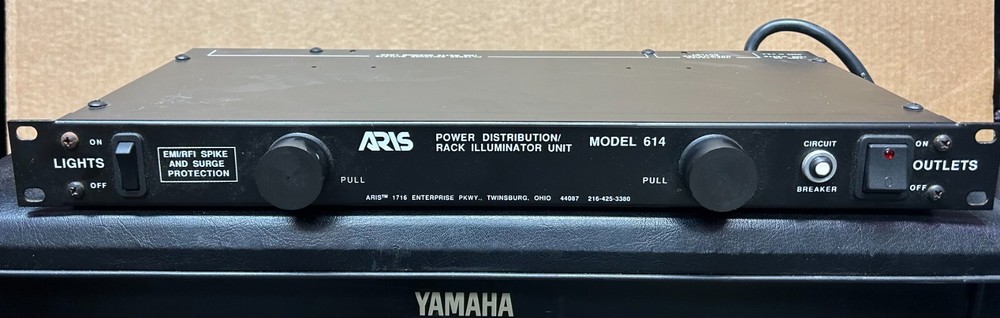 ON
LIGHTS
OFF
EMI/RFI SPIKE
AND SURGE
PROTECTION
PULL
ARIS
POWER DISTRIBUTION/
RACK ILLUMINATOR UNIT
MODEL 614
PULL
ARIS™ 1716 ENTERPRISE PKWY., TWINSBURG, OHIO 44087 216-425-3380
CIRCUIT
BREAKER
ON
OUTLETS
OFF
YAMAHA